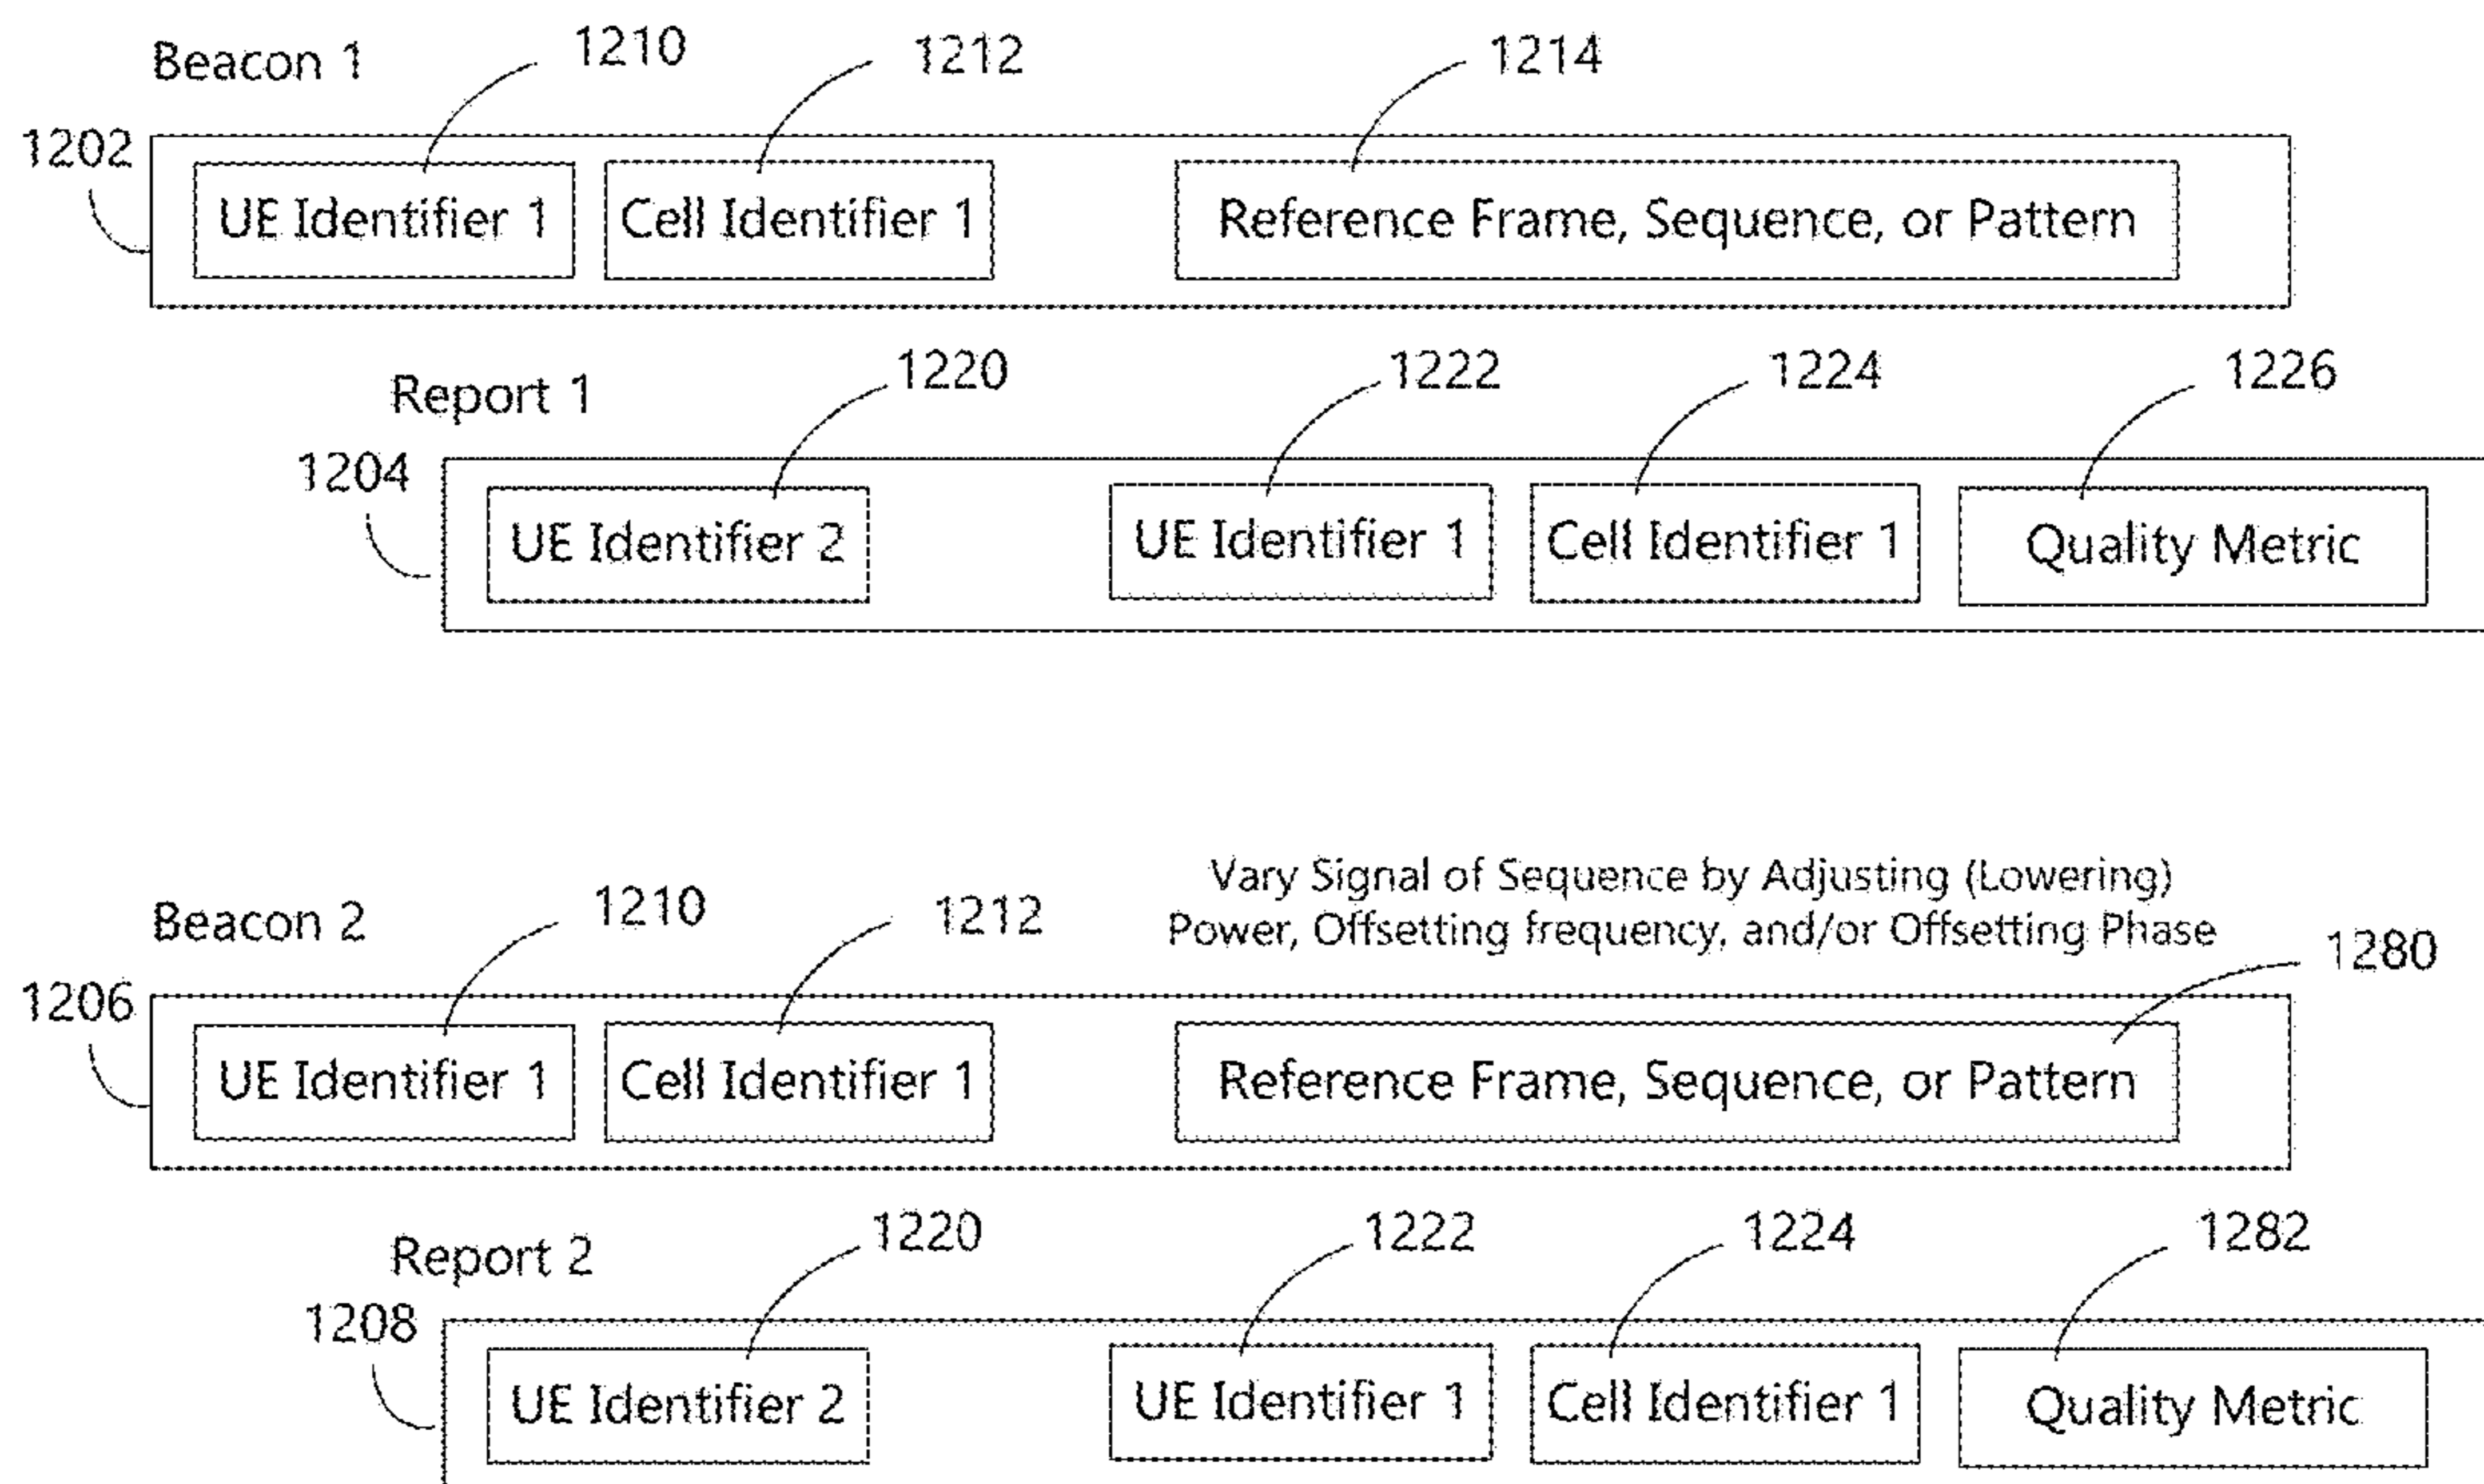 Beacon 1 1210 1212 1214
1202
UE Identifier 1 Cell Identifier 1 Reference Frame, Sequence, or Pattern
Report 1 1220 1222 1224 1226
1204
UE Identifier 2 UE Identifier 1 Cell Identifier 1 Quality Metric
Vary Signal of Sequence by Adjusting (Lowering)
Beacon 2 1210 1212 Power, Offsetting frequency, and/or Offsetting Phase
1280
1206
UE Identifier 1 Cell Identifier 1 Reference Frame, Sequence, or Pattern
Report 2 1220 1222 1224 1282
1208
UE Identifier 2 UE Identifier 1 Cell Identifier 1 Quality Metric